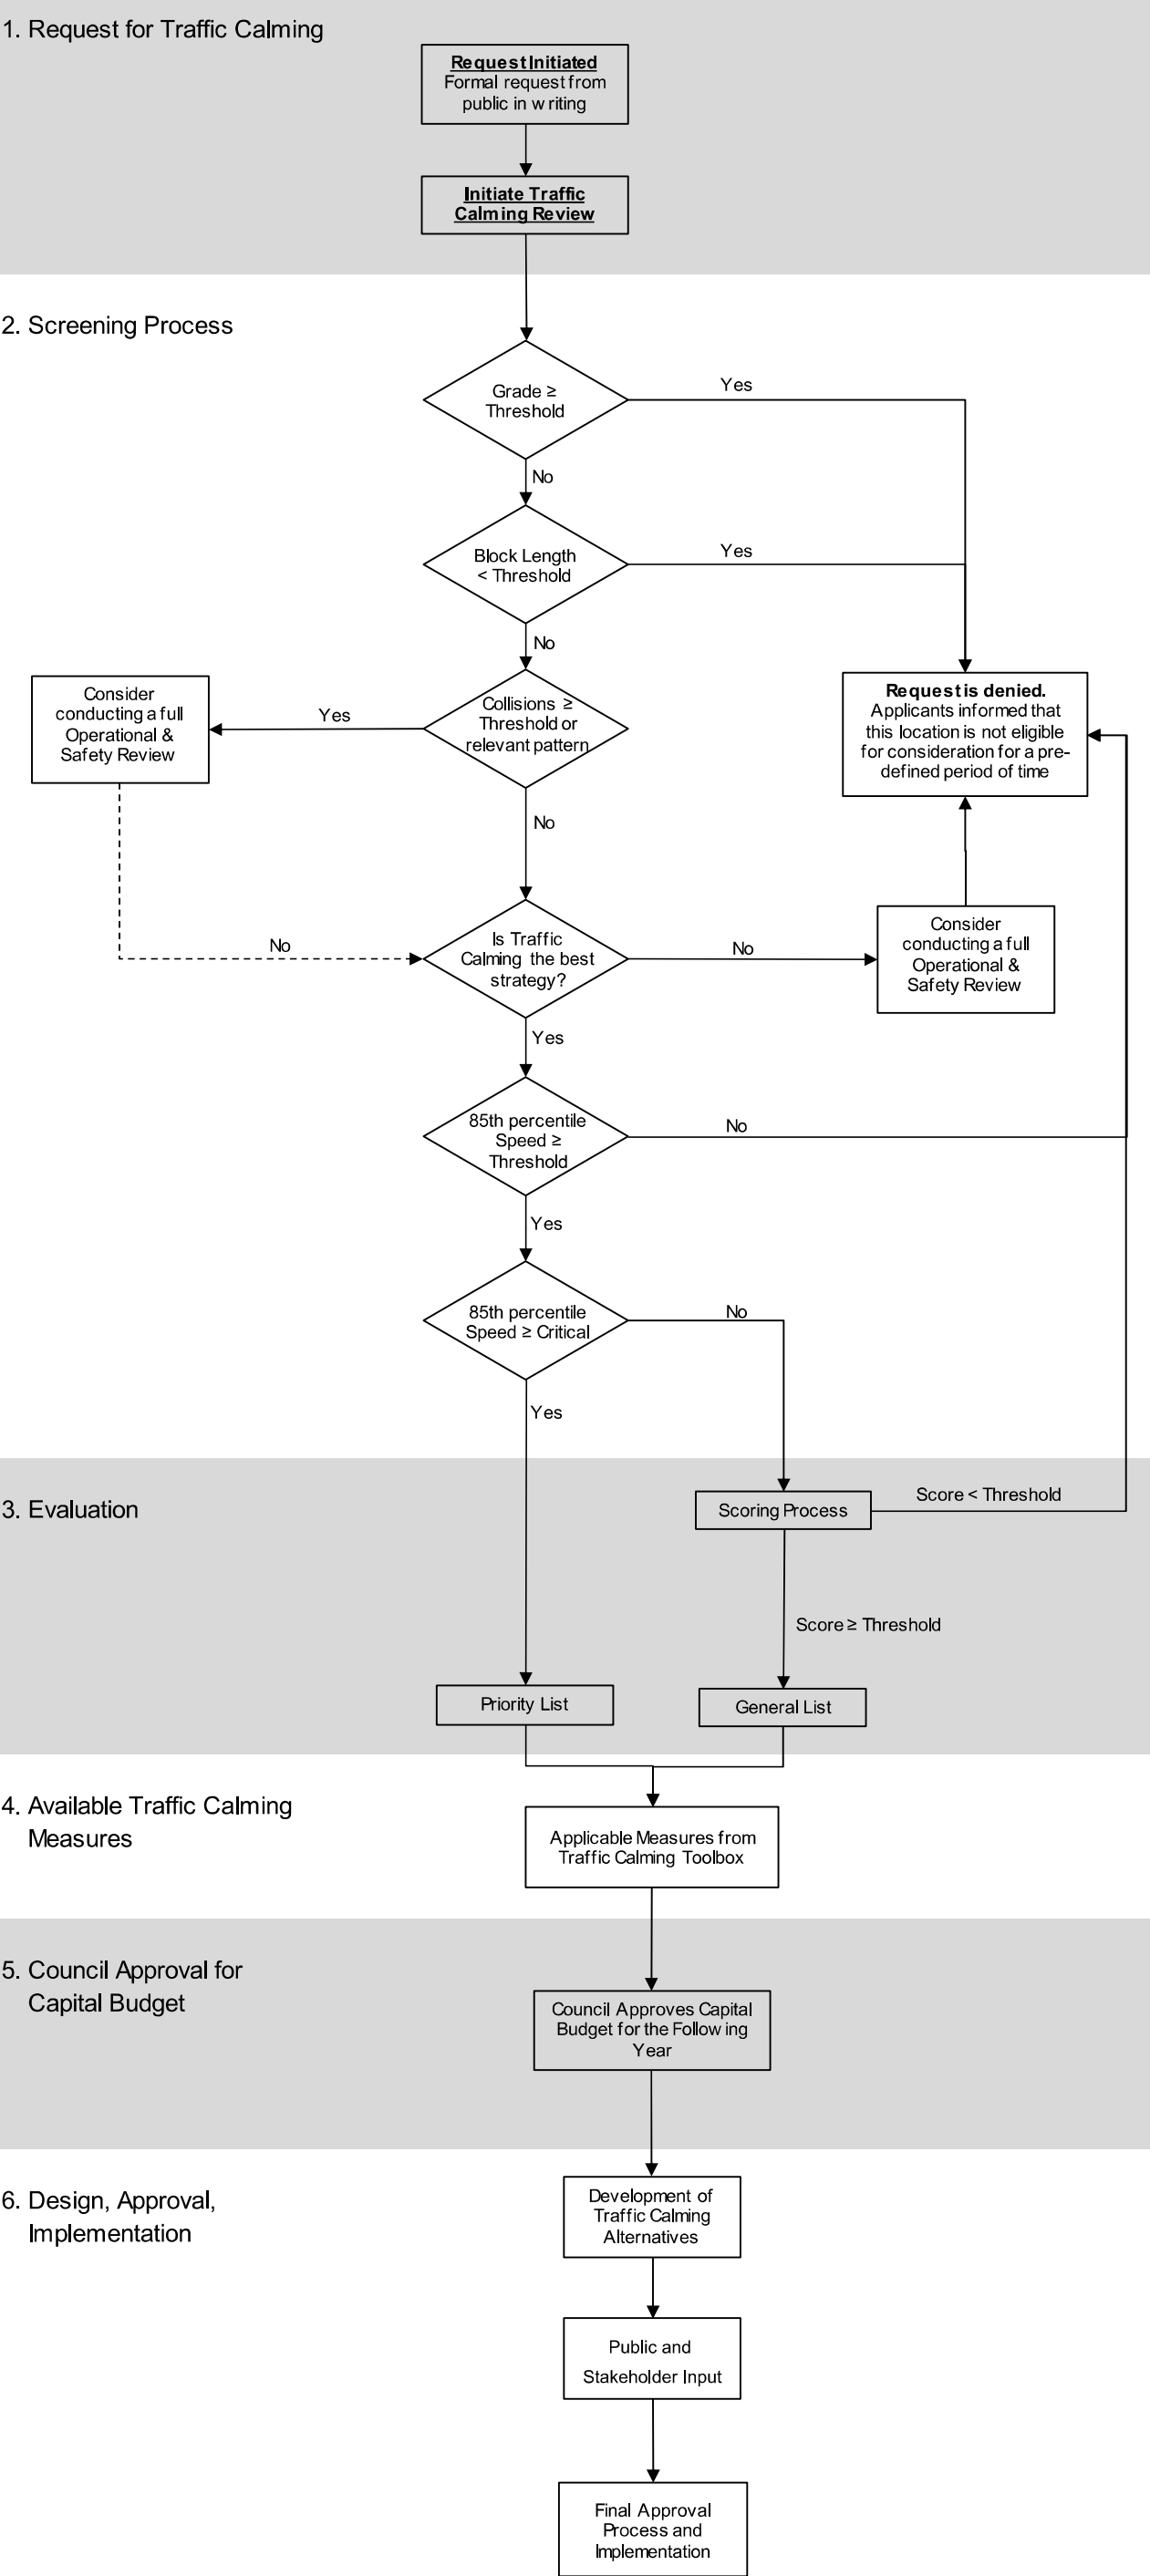 1. Request for Traffic Calming
Request Initiated
Formal request from
public in writing
Initiate Traffic
Calming Review
2. Screening Process
Grade ≥
Threshold
Yes
No
Block Length
< Threshold
Yes
No
Consider
conducting a full
Operational &
Safety Review
Yes
Collisions ≥
Threshold or
relevant pattern
Request is denied.
Applicants informed that
this location is not eligible
for consideration for a pre-
defined period of time
No
No
Is Traffic
Calming the best
strategy?
No
Consider
conducting a full
Operational &
Safety Review
Yes
85th percentile
Speed ≥
Threshold
No
Yes
85th percentile
Speed ≥ Critical
No
Yes
3. Evaluation
Scoring Process
Score < Threshold
Score ≥ Threshold
Priority List
General List
4. Available Traffic Calming
Measures
Applicable Measures from
Traffic Calming Toolbox
5. Council Approval for
Capital Budget
Council Approves Capital
Budget for the Following
Year
6. Design, Approval,
Implementation
Development of
Traffic Calming
Alternatives
Public and
Stakeholder Input
Final Approval
Process and
Implementation